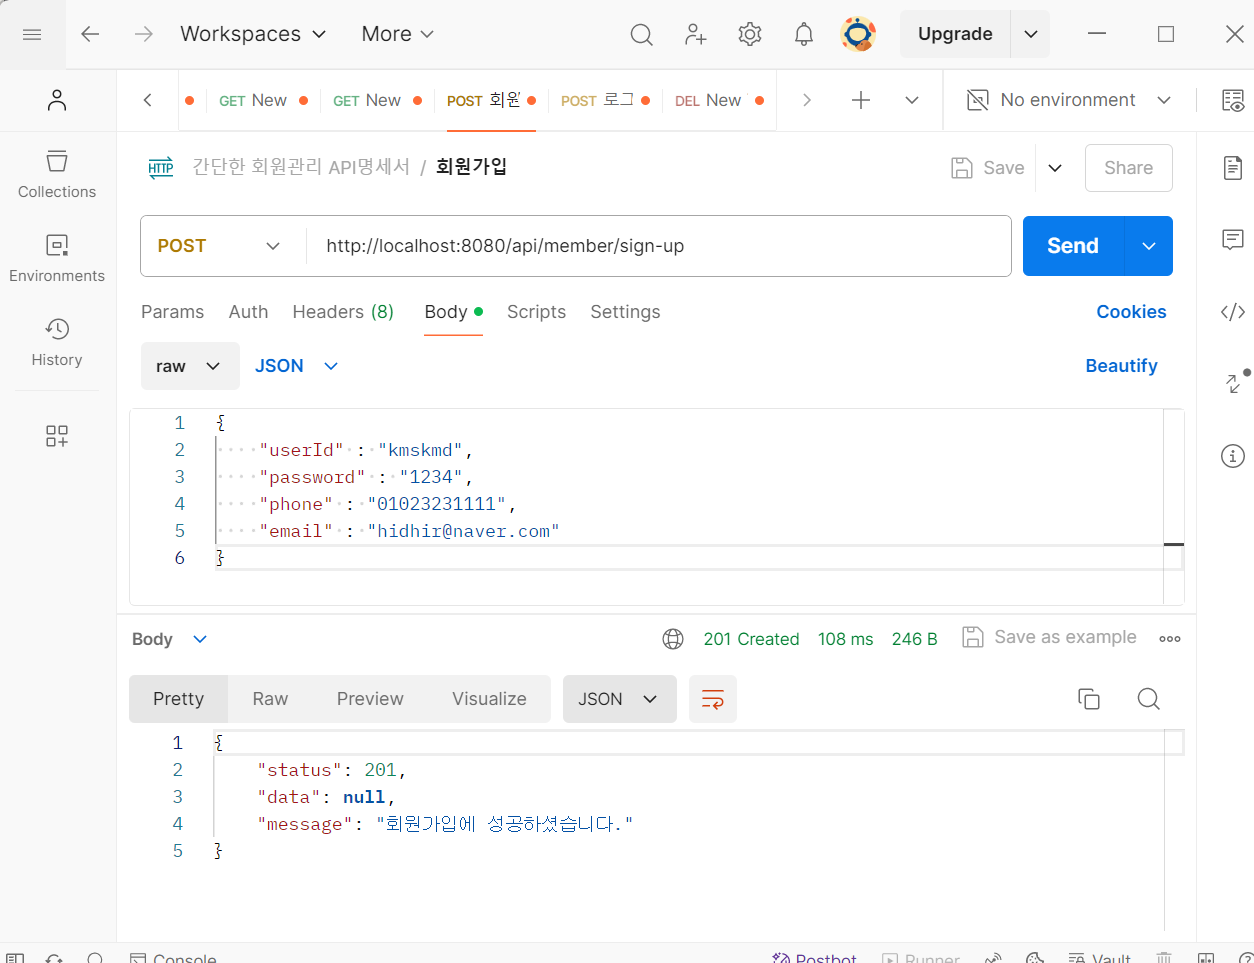 Workspaces More Upgrade
GET New GET New POST 회원 POST 로그 DEL New No environment
HTTP 간단한 회원관리 API명세서 / 회원가입 Save Share
Collections
POST http://localhost:8080/api/member/sign-up Send
Environments
Params Auth Headers (8) Body Scripts Settings Cookies
History
raw JSON Beautify
1 {
2 "userId" : "kmskmd",
3 "password" : "1234",
4 "phone" : "01023231111",
5 "email" : "hidhir@naver.com"
6 }
Body 201 Created 108 ms 246 B Save as example
Pretty Raw Preview Visualize JSON
1 {
2 "status": 201,
3 "data": null,
4 "message": "회원가입에 성공하셨습니다."
5 }
Console Postbot Runner Vault